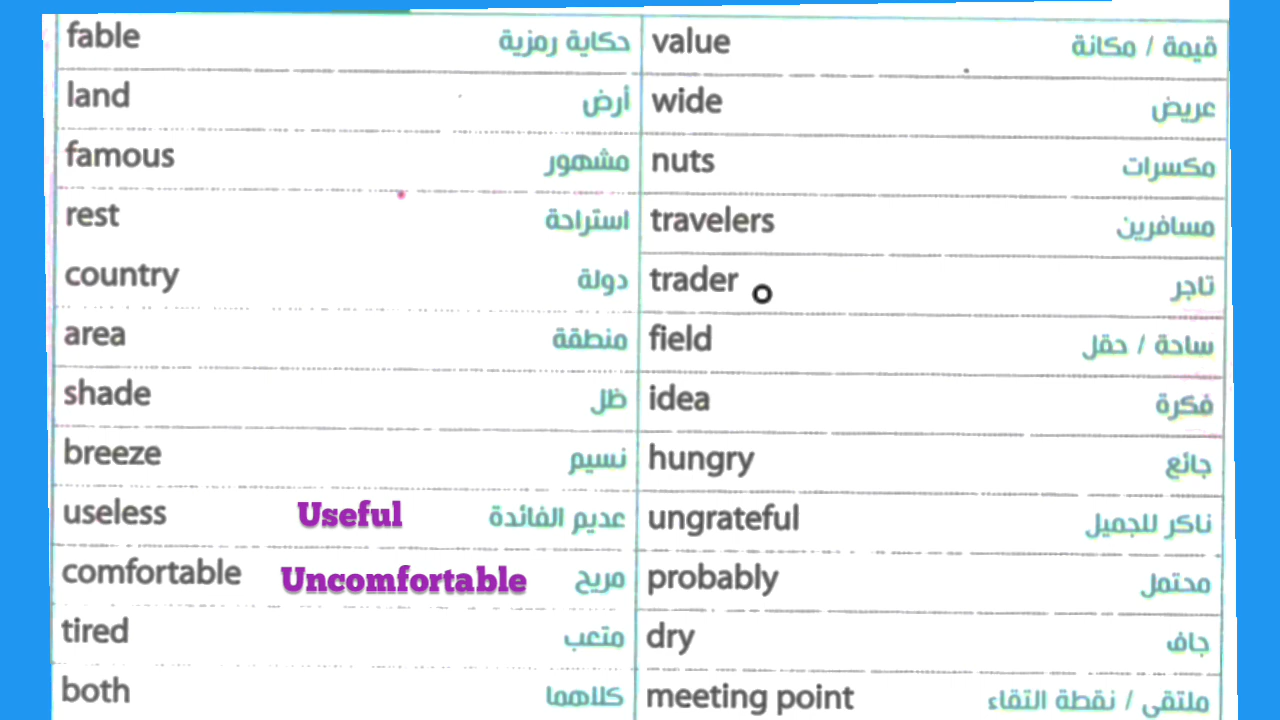 fable حكاية رمزية
land أرض
famous مشهور
rest استراحة
country دولة
area منطقة
shade ظل
breeze نسيم
useless Useful عديم الفائدة
comfortable Uncomfortable مريح
tired متعب
both كلاهما
value قيمة / مكانة
wide عريض
nuts مكسرات
travelers مسافرين
trader تاجر
field ساحة / حقل
idea فكرة
hungry جائع
ungrateful ناكر للجميل
probably محتمل
dry جاف
meeting point ملتقى / نقطة التقاء